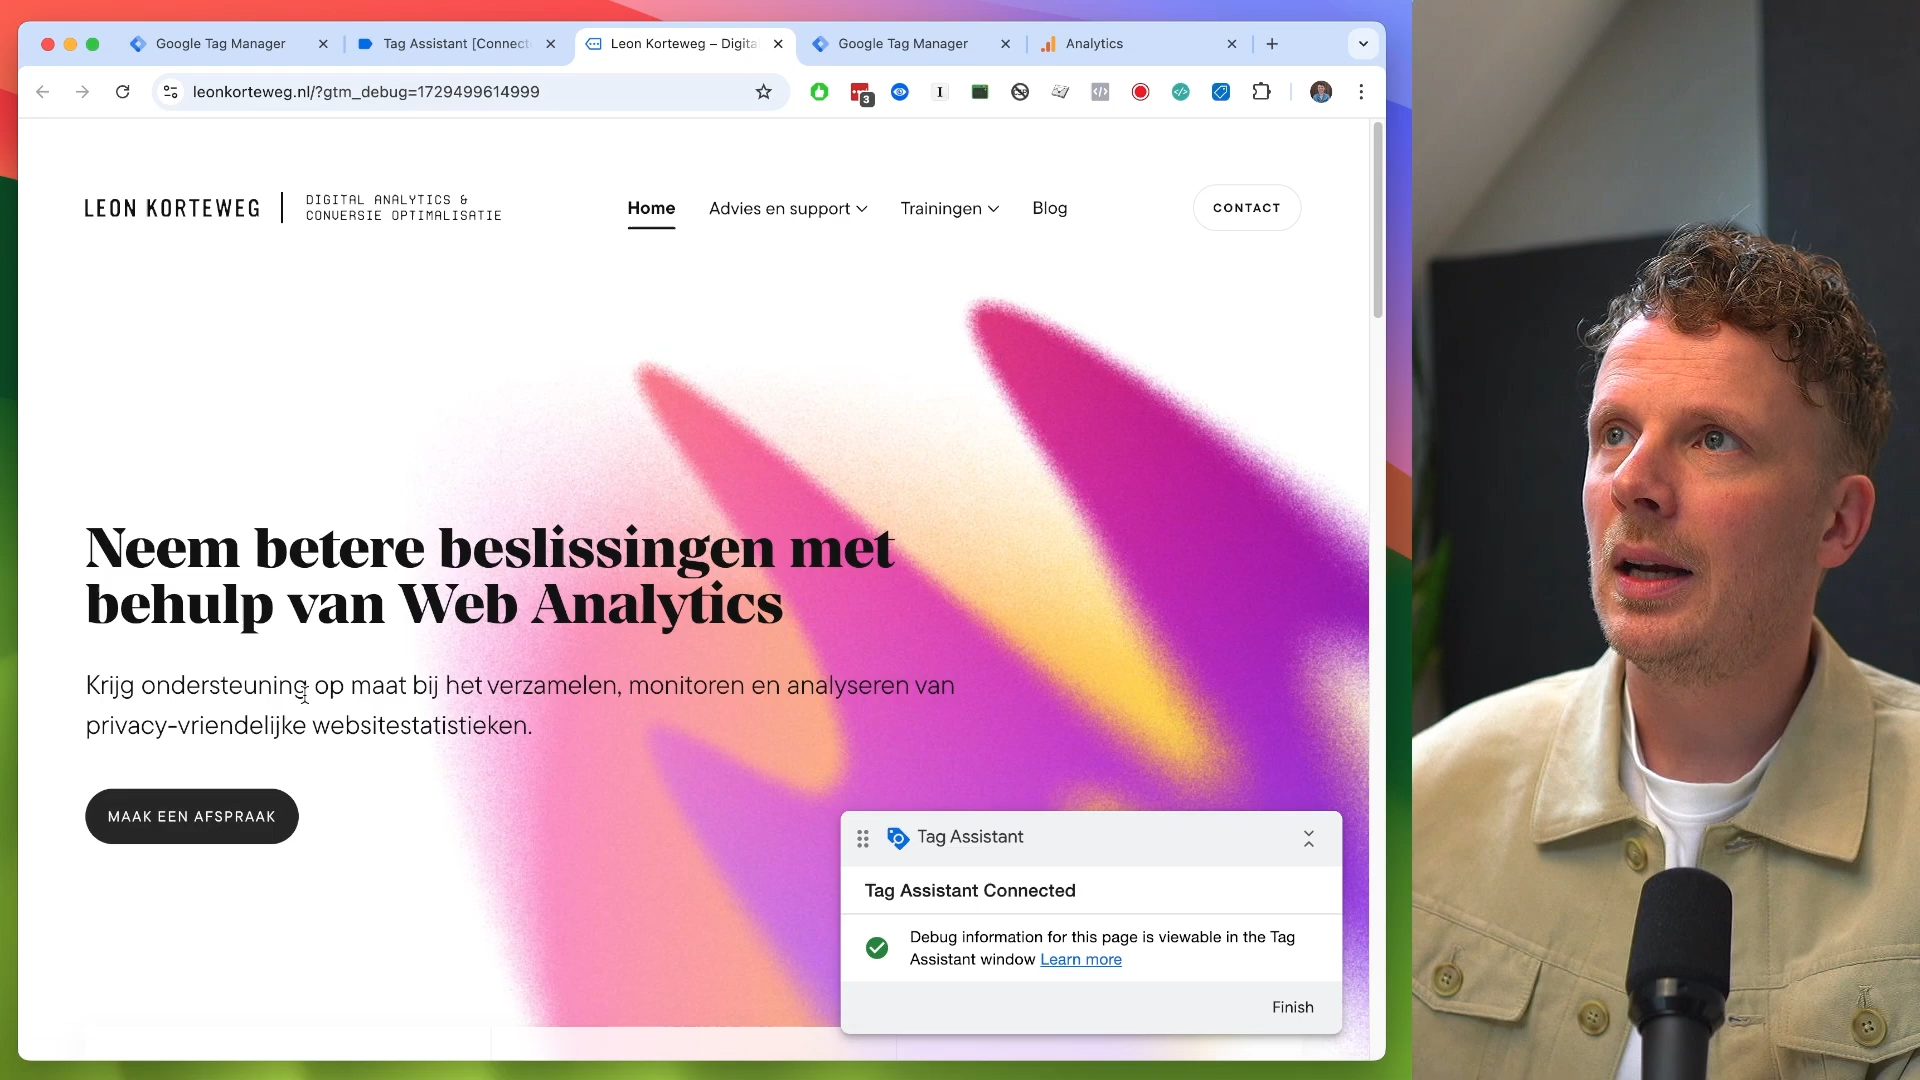 Google Tag Manager
Tag Assistant [Connect
Leon Korteweg – Digita
Google Tag Manager
Analytics
leonkorteweg.nl/?gtm_debug=1729499614999
3
LEON KORTEWEG
DIGITAL ANALYTICS &
CONVERSIE OPTIMALISATIE
Home
Advies en support
Trainingen
Blog
CONTACT
Neem betere beslissingen met
behulp van Web Analytics
Krijg ondersteuning op maat bij het verzamelen, monitoren en analyseren van
privacy-vriendelijke websitestatistieken.
MAAK EEN AFSPRAAK
Tag Assistant
Tag Assistant Connected
Debug information for this page is viewable in the Tag
Assistant window Learn more
Finish